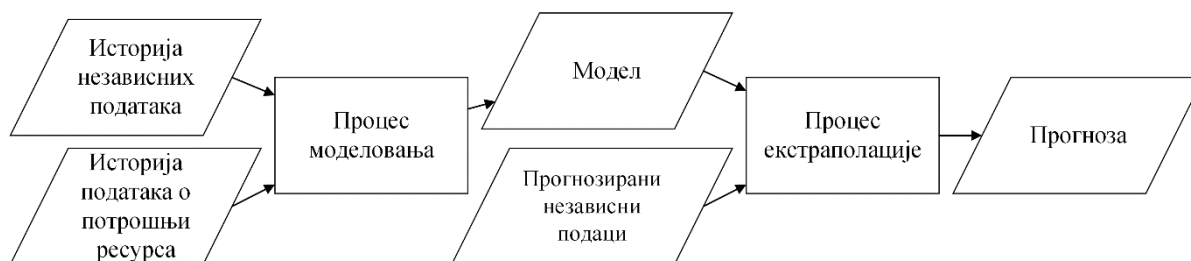 Историја
независних
података
Историја
података о
потрошњи
ресурса
Процес
моделовања
Модел
Прогнозирани
независни
подаци
Процес
екстраполације
Прогноза